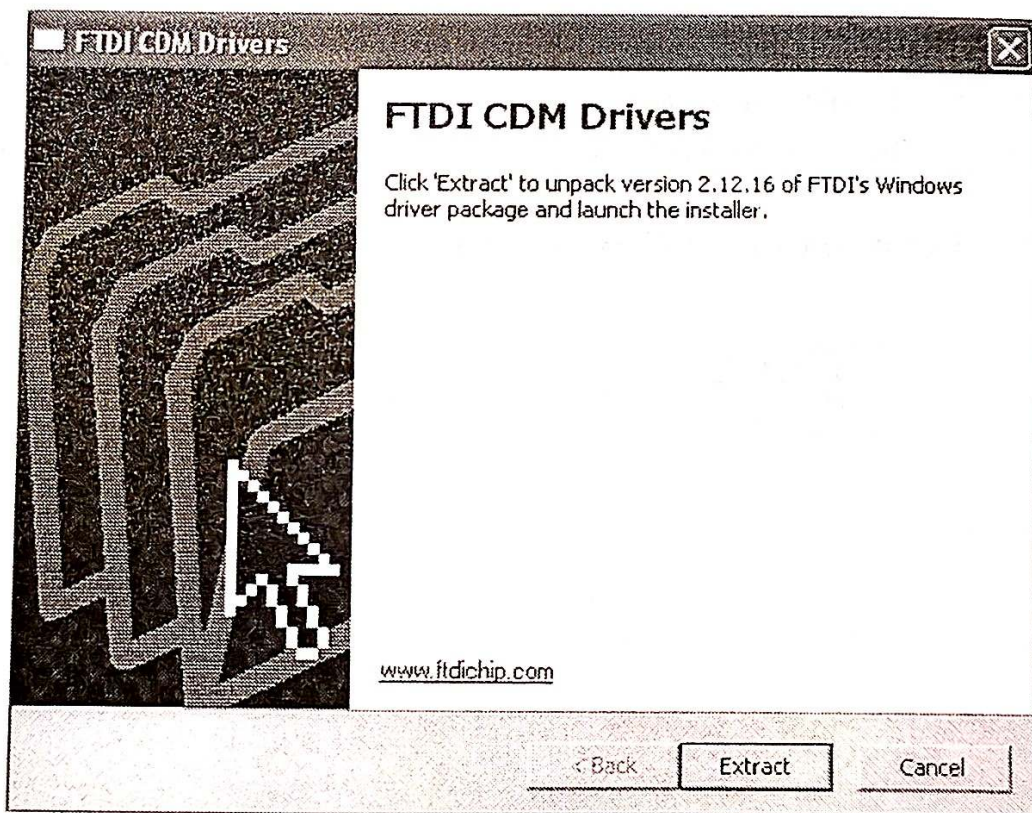 FTDI CDM Drivers
FTDI CDM Drivers
Click 'Extract' to unpack version 2.12.16 of FTDI's Windows
driver package and launch the installer.
www.ftdichip.com
< Back Extract Cancel